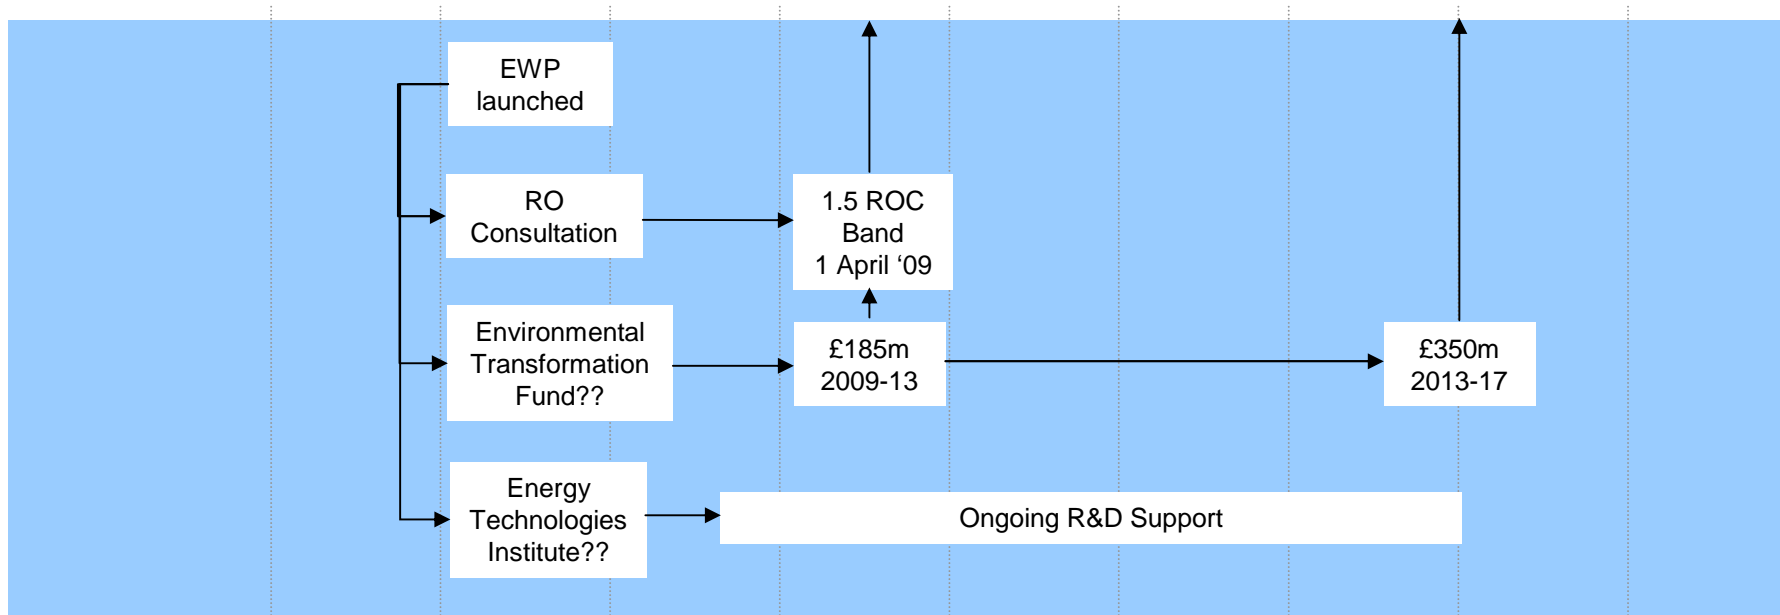 EWP
launched
RO
Consultation
1.5 ROC
Band
1 April ‘09
Environmental
Transformation
Fund??
£185m
2009-13
£350m
2013-17
Energy
Technologies
Institute??
Ongoing R&D Support